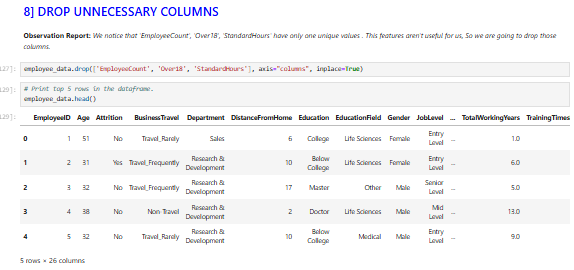 8] DROP UNNECESSARY COLUMNS
Observation Report: We notice that 'EmployeeCount', 'Over18', 'StandardHours' have only one unique values . This features aren't useful for us, So we are going to drop those
columns.
127]: employee_data.drop(['EmployeeCount', 'Over18', 'StandardHours'], axis="columns", inplace=True)
129]: # Print top 5 rows in the dataframe.
employee_data.head()
129]: EmployeeID Age Attrition BusinessTravel Department DistanceFromHome Education EducationField Gender JobLevel ... TotalWorkingYears TrainingTimes
0 1 51 No Travel_Rarely Sales 6 College Life Sciences Female Entry Level ... 1.0
1 2 31 Yes Travel_Frequently Research & Development 10 Below College Life Sciences Female Entry Level ... 6.0
2 3 32 No Travel_Frequently Research & Development 17 Master Other Male Senior Level ... 5.0
3 4 38 No Non-Travel Research & Development 2 Doctor Life Sciences Male Mid Level ... 13.0
4 5 32 No Travel_Rarely Research & Development 10 Below College Medical Male Entry Level ... 9.0
5 rows × 26 columns